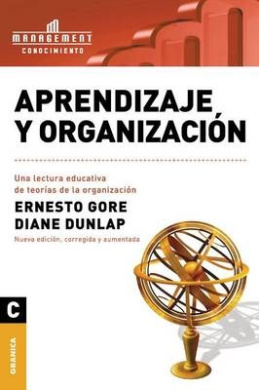 MANAGEMENT
CONOCIMIENTO
APRENDIZAJE
Y ORGANIZACIÓN
Una lectura educativa
de teorías de la organización
ERNESTO GORE
DIANE DUNLAP
Nueva edición, corregida y aumentada
C
GRANICA